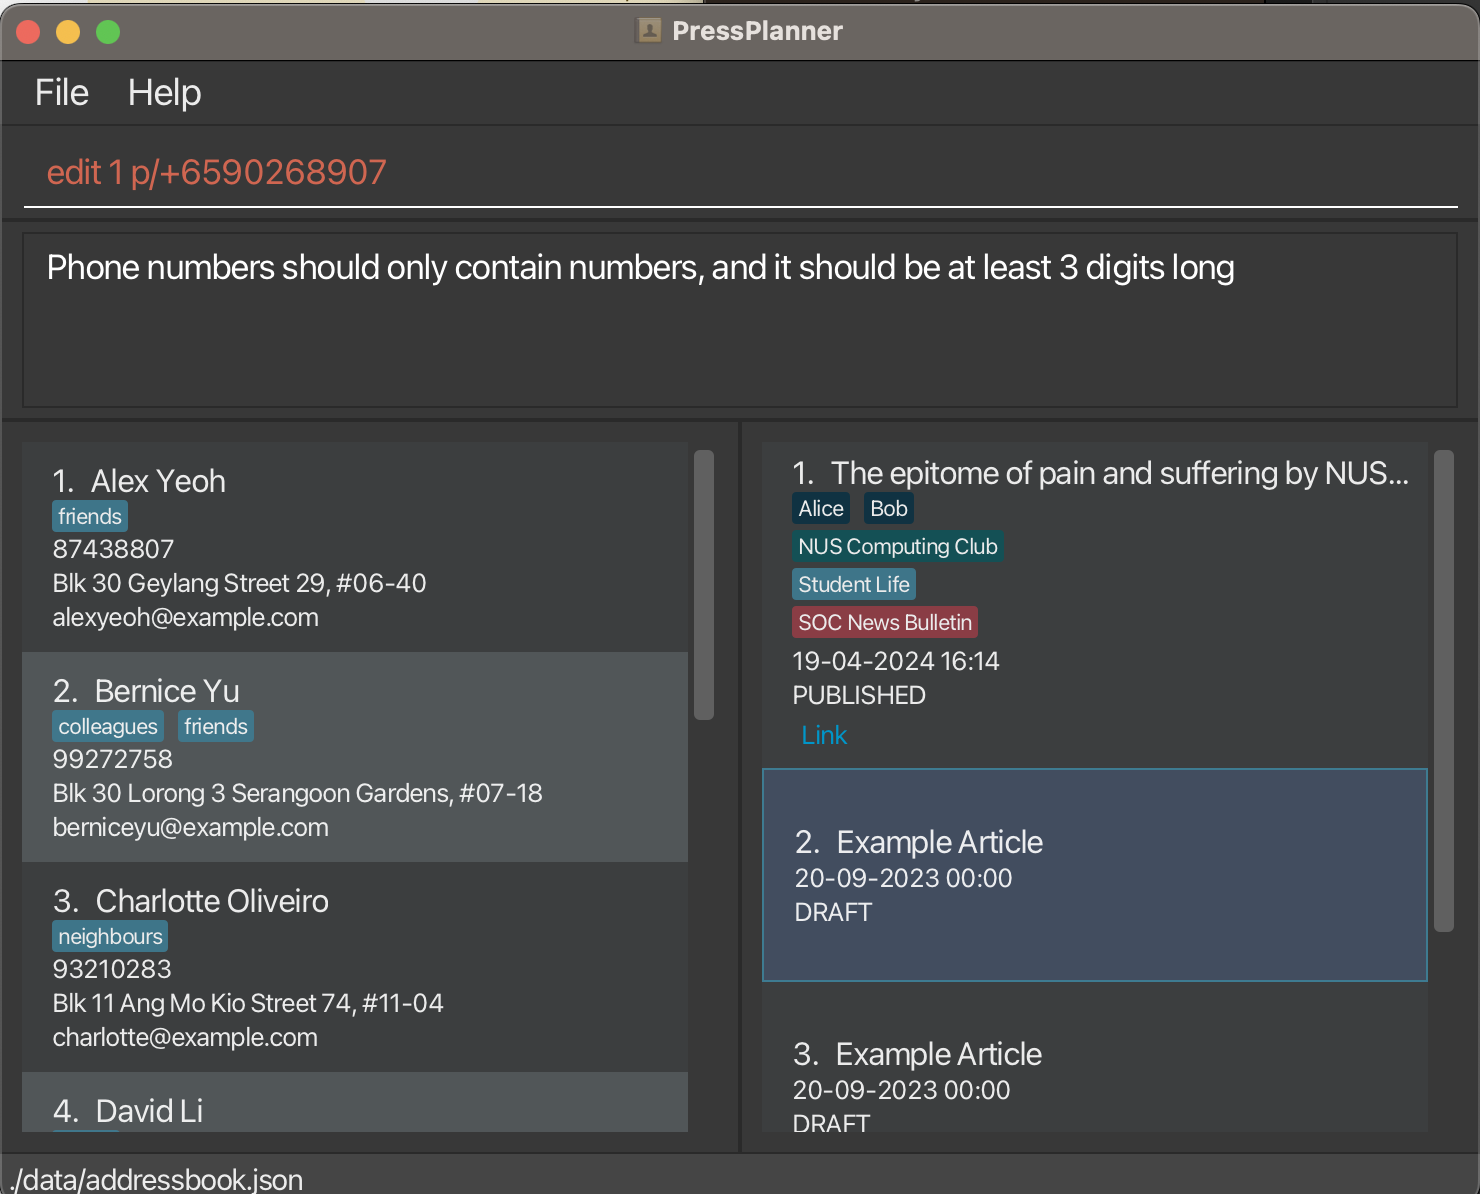 PressPlanner
File Help
edit 1 p/+6590268907
Phone numbers should only contain numbers, and it should be at least 3 digits long
1. Alex Yeoh
friends
87438807
Blk 30 Geylang Street 29, #06-40
alexyeoh@example.com
2. Bernice Yu
colleagues friends
99272758
Blk 30 Lorong 3 Serangoon Gardens, #07-18
berniceyu@example.com
3. Charlotte Oliveiro
neighbours
93210283
Blk 11 Ang Mo Kio Street 74, #11-04
charlotte@example.com
4. David Li
1. The epitome of pain and suffering by NUS...
Alice Bob
NUS Computing Club
Student Life
SOC News Bulletin
19-04-2024 16:14
PUBLISHED
Link
2. Example Article
20-09-2023 00:00
DRAFT
3. Example Article
20-09-2023 00:00
DRAFT
./data/addressbook.json